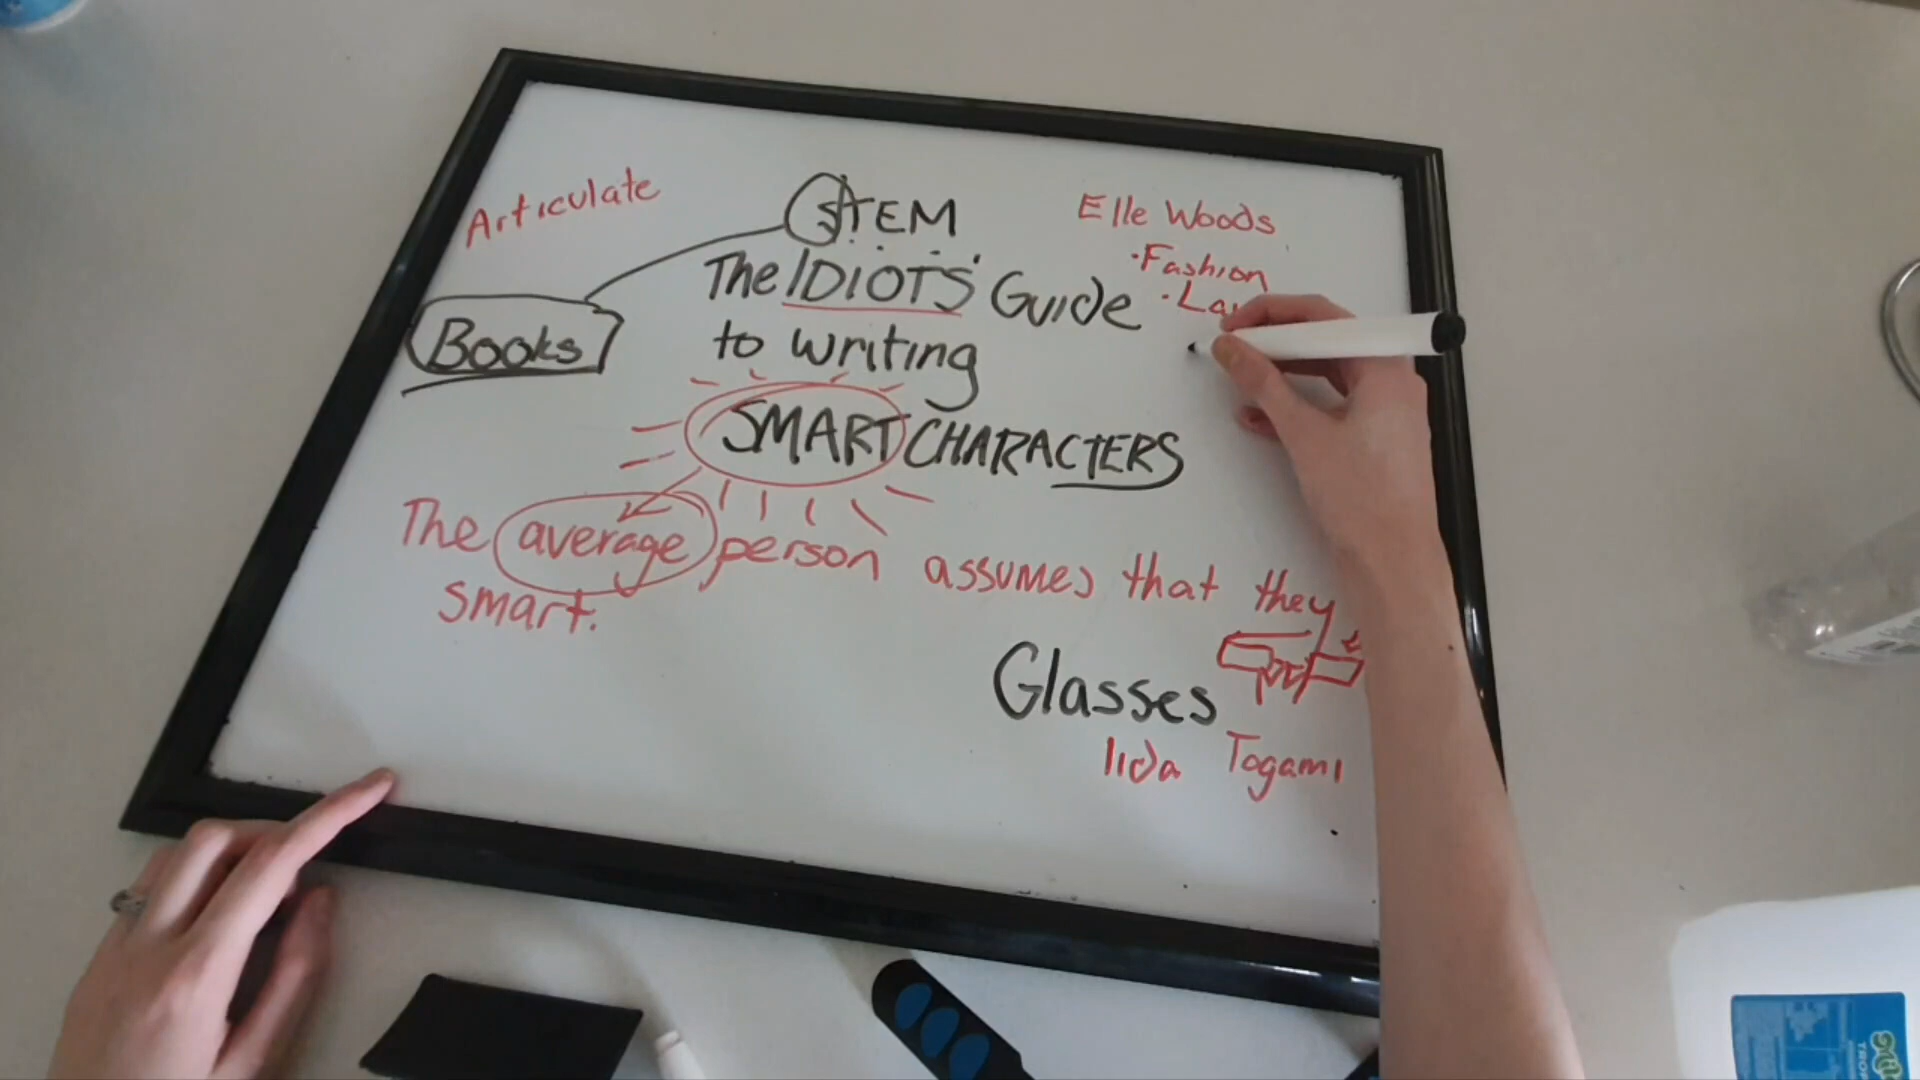 Articulate
STEM
Elle Woods
Fashion
The IDIOTS Guide
Books
to writing
SMART CHARACTERS
The average person assumes that they
smart.
Glasses
Iida Togami